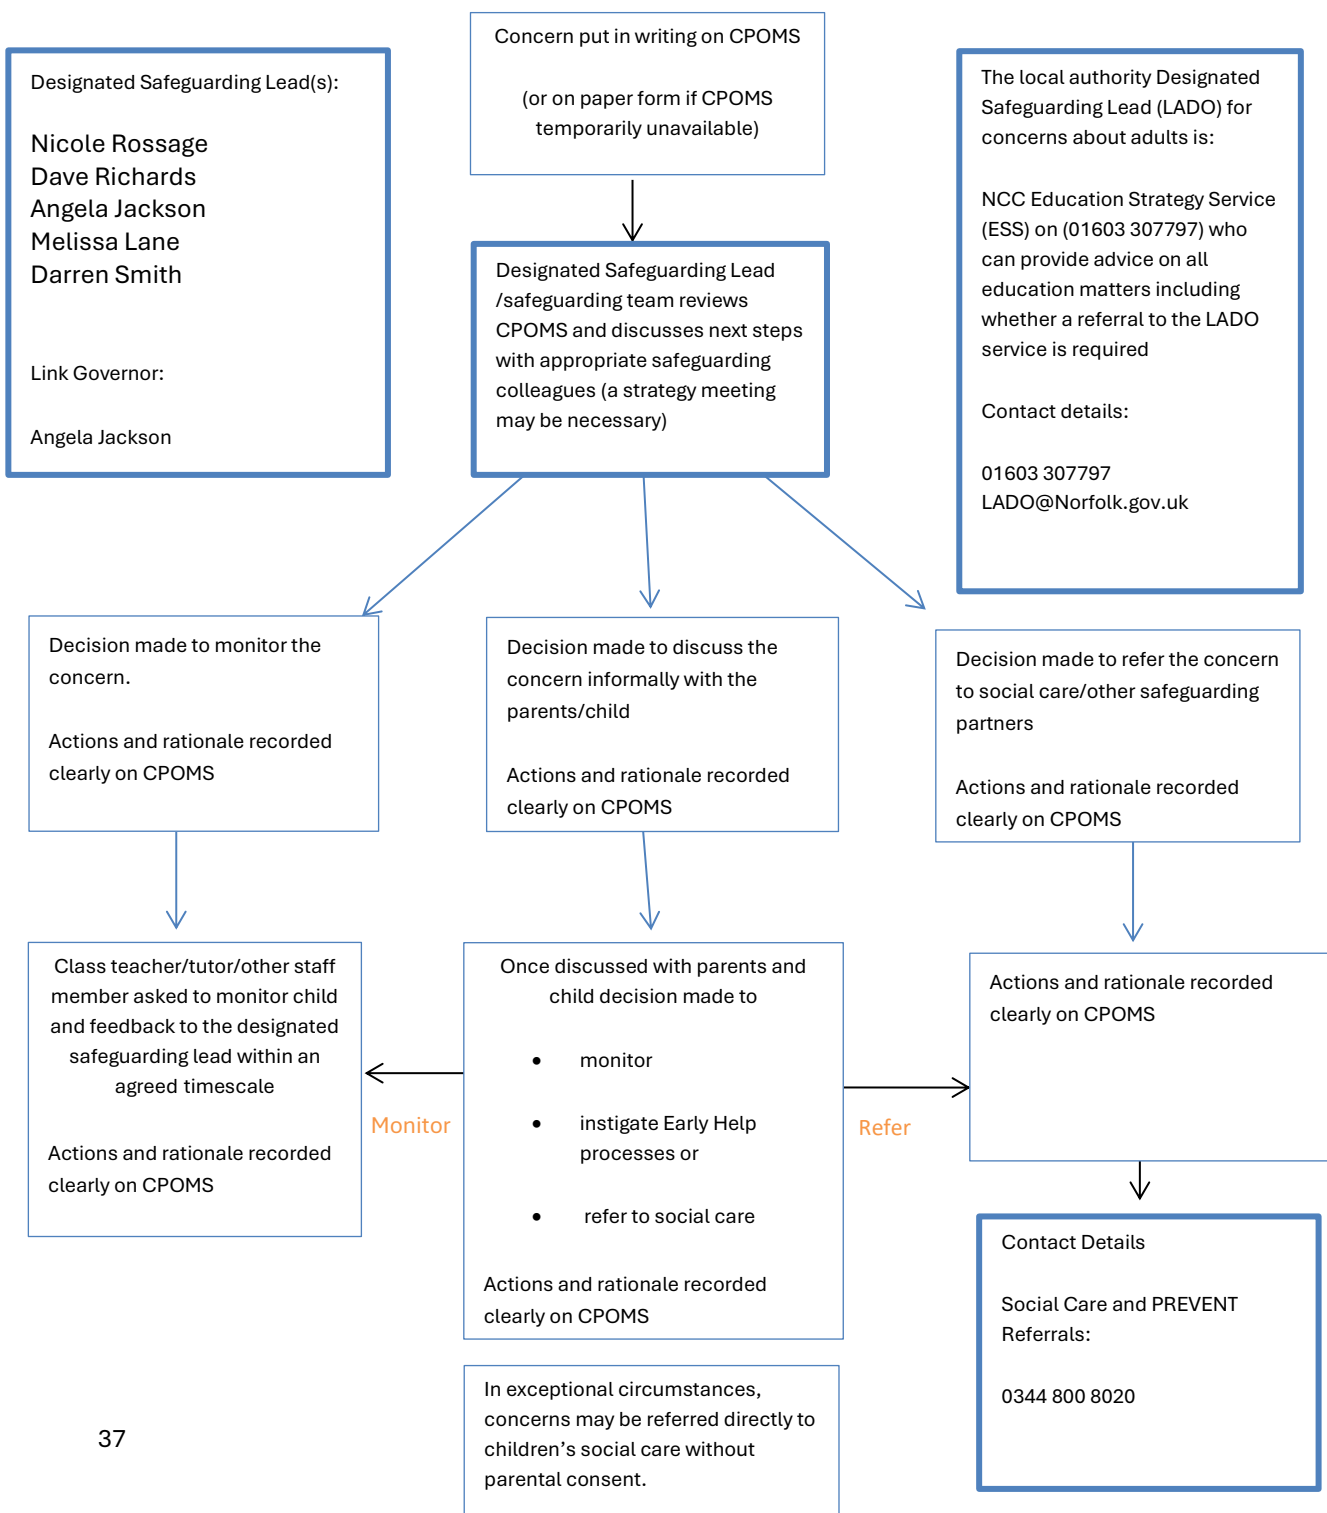 Concern put in writing on CPOMS
(or on paper form if CPOMS
temporarily unavailable)
Designated Safeguarding Lead(s):
Nicole Rossage
Dave Richards
Angela Jackson
Melissa Lane
Darren Smith
Link Governor:
Angela Jackson
The local authority Designated
Safeguarding Lead (LADO) for
concerns about adults is:
NCC Education Strategy Service
(ESS) on (01603 307797) who
can provide advice on all
education matters including
whether a referral to the LADO
service is required
Contact details:
01603 307797
LADO@Norfolk.gov.uk
Designated Safeguarding Lead
/safeguarding team reviews
CPOMS and discusses next steps
with appropriate safeguarding
colleagues (a strategy meeting
may be necessary)
Decision made to monitor the
concern.
Actions and rationale recorded
clearly on CPOMS
Decision made to discuss the
concern informally with the
parents/child
Actions and rationale recorded
clearly on CPOMS
Decision made to refer the concern
to social care/other safeguarding
partners
Actions and rationale recorded
clearly on CPOMS
Class teacher/tutor/other staff
member asked to monitor child
and feedback to the designated
safeguarding lead within an
agreed timescale
Actions and rationale recorded
clearly on CPOMS
Monitor
Once discussed with parents and
child decision made to
• monitor
• instigate Early Help
processes or
• refer to social care
Actions and rationale recorded
clearly on CPOMS
Refer
Actions and rationale recorded
clearly on CPOMS
Contact Details
Social Care and PREVENT
Referrals:
0344 800 8020
In exceptional circumstances,
concerns may be referred directly to
children’s social care without
parental consent.
37